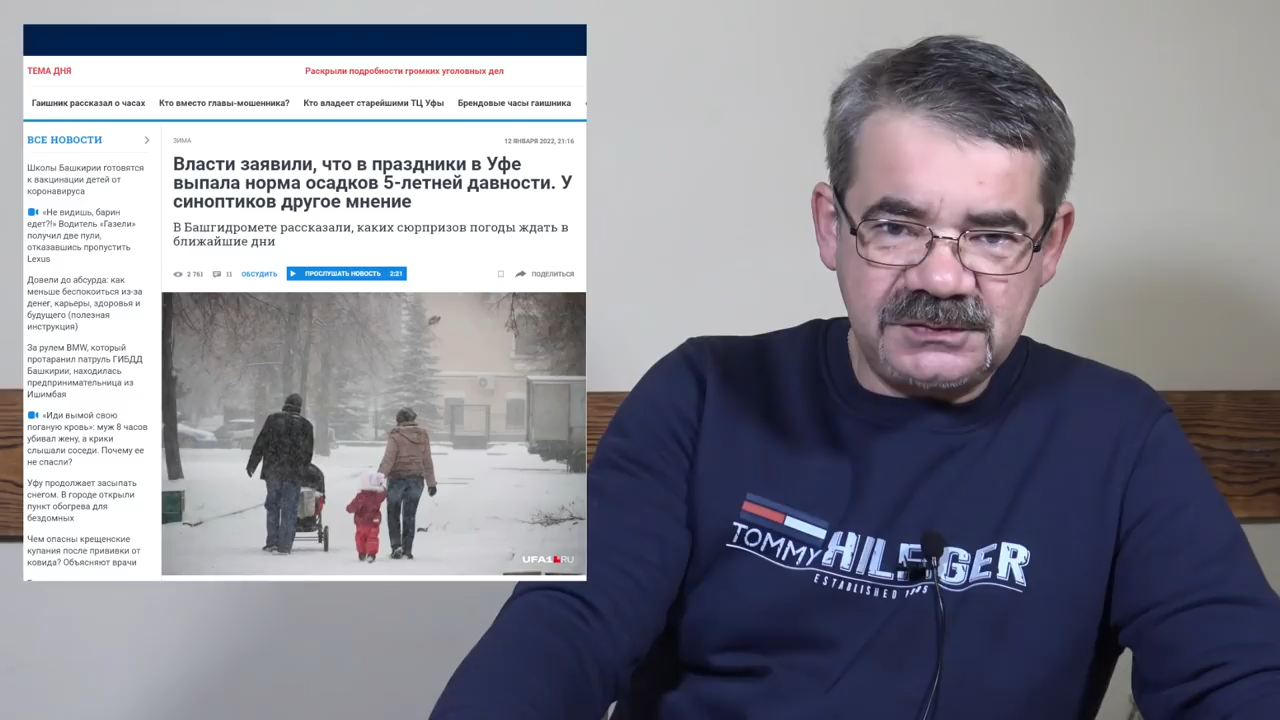 ТЕМА ДНЯ
Раскрыли подробности громких уголовных дел
Гаишник рассказал о часах
Кто вместо главы-мошенника?
Кто владеет старейшими ТЦ Уфы
Брендовые часы гаишника
ВСЕ НОВОСТИ
Школы Башкирии готовятся
к вакцинации детей от
коронавируса
«Не видишь, барин
едет?!» Водитель «Газели»
получил две пули,
отказавшись пропустить
Lexus
Довели до абсурда: как
меньше беспокоиться из-за
денег, карьеры, здоровья и
будущего (полезная
инструкция)
За рулем BMW, который
протаранил патруль ГИБДД
Башкирии, находилась
предпринимательница из
Ишимбая
«Иди вымой свою
поганую кровь»: муж 8 часов
убивал жену, а крики
слышали соседи. Почему ее
не спасли?
Уфу продолжает засыпать
снегом. В городе открыли
пункт обогрева для
бездомных
Чем опасны крещенские
купания после прививки от
ковида? Объясняют врачи
ЗИМА
12 ЯНВАРЯ 2022, 21:16
Власти заявили, что в праздники в Уфе
выпала норма осадков 5-летней давности. У
синоптиков другое мнение
В Башгидромете рассказали, каких сюрпризов погоды ждать в
ближайшие дни
2 761
11
ОБСУДИТЬ
ПРОСЛУШАТЬ НОВОСТЬ 2:21
ПОДЕЛИТЬСЯ
UFA1.RU
TOMMY HILFIGER
ESTABLISHED 1985